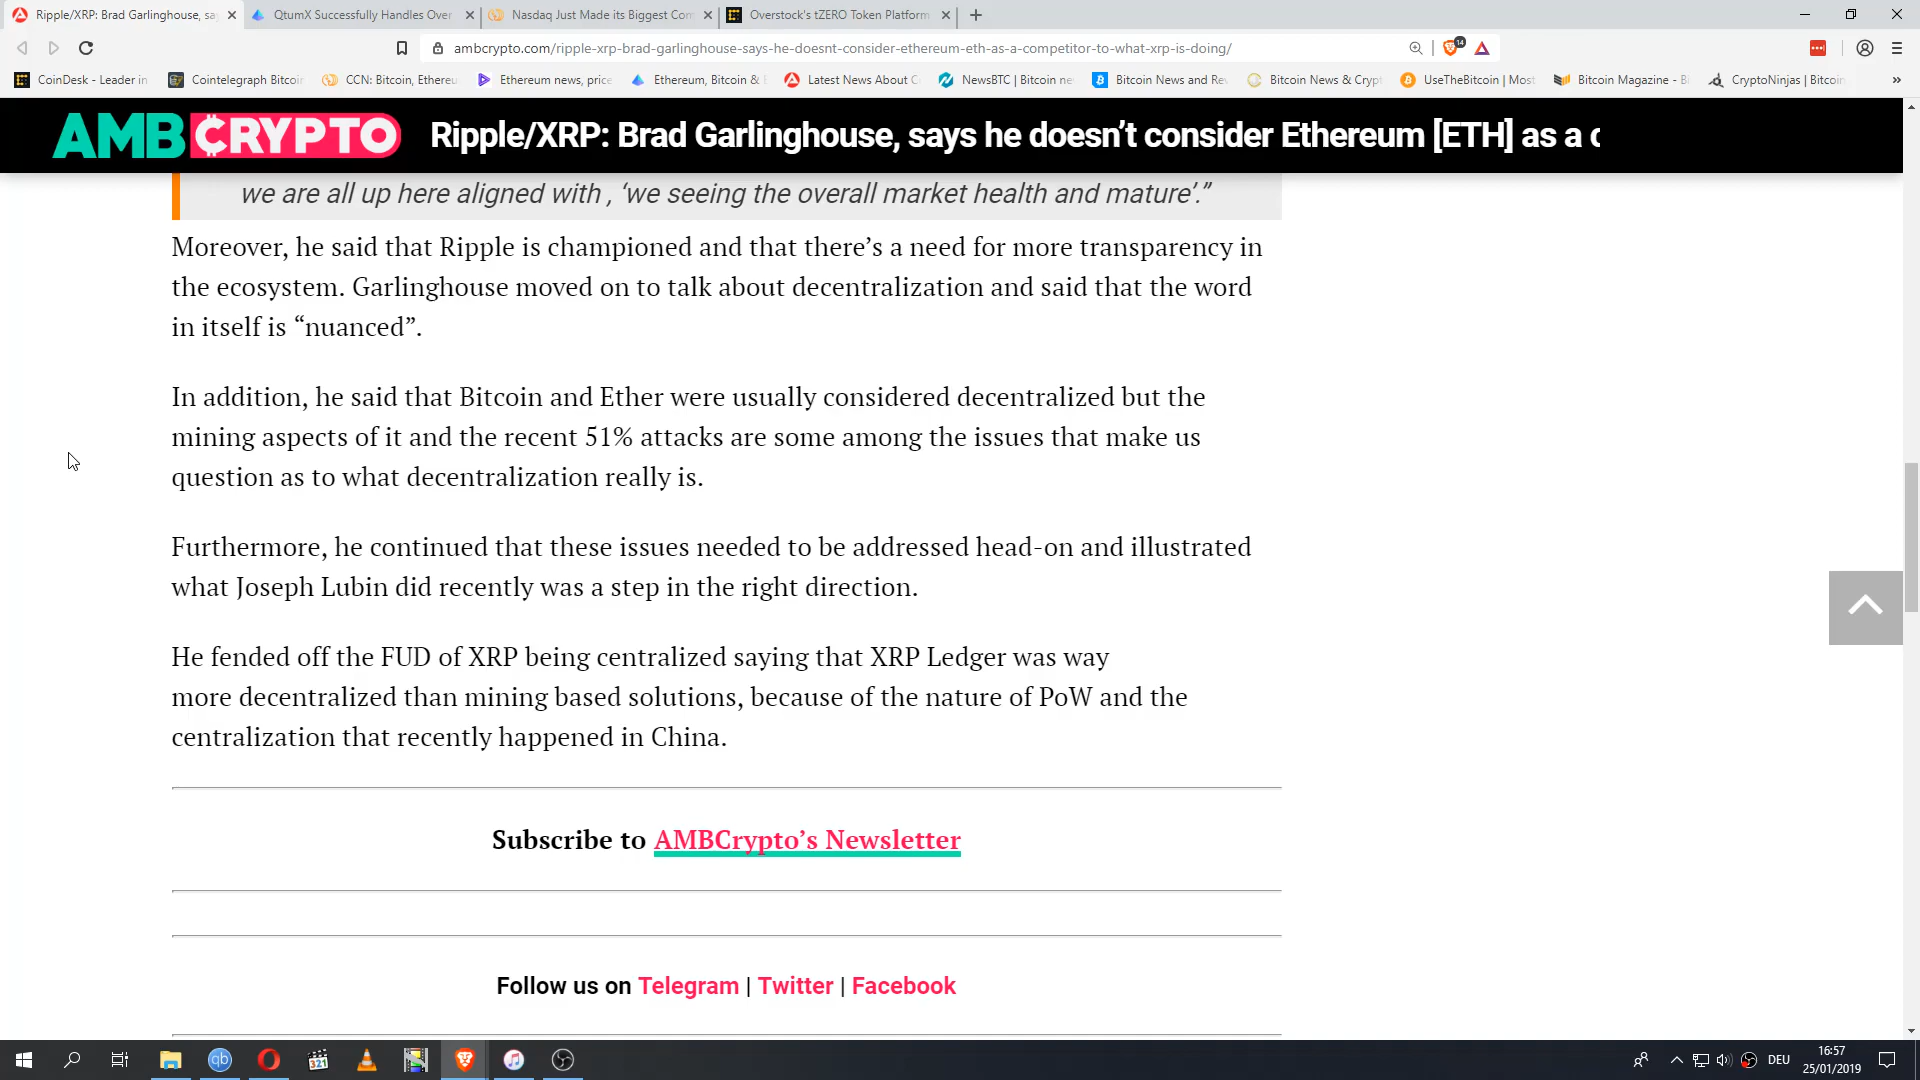 Ripple/XRP: Brad Garlinghouse, sa
QtumX Successfully Handles Over
Nasdaq Just Made its Biggest Com
Overstock's tZERO Token Platform
ambcrypto.com/ripple-xrp-brad-garlinghouse-says-he-doesnt-consider-ethereum-eth-as-a-competitor-to-what-xrp-is-doing/
14
CoinDesk - Leader in
Cointelegraph Bitcoin
CCN: Bitcoin, Ethereu
Ethereum news, price
Ethereum, Bitcoin &
Latest News About C
NewsBTC | Bitcoin ne
Bitcoin News and Re
Bitcoin News & Crypt
UseTheBitcoin | Most
Bitcoin Magazine - Bi
CryptoNinjas | Bitcoin
»
AMBCRYPTO
Ripple/XRP: Brad Garlinghouse, says he doesn’t consider Ethereum [ETH] as a c
we are all up here aligned with , ‘we seeing the overall market health and mature’.”
Moreover, he said that Ripple is championed and that there’s a need for more transparency in
the ecosystem. Garlinghouse moved on to talk about decentralization and said that the word
in itself is “nuanced”.
In addition, he said that Bitcoin and Ether were usually considered decentralized but the
mining aspects of it and the recent 51% attacks are some among the issues that make us
question as to what decentralization really is.
Furthermore, he continued that these issues needed to be addressed head-on and illustrated
what Joseph Lubin did recently was a step in the right direction.
He fended off the FUD of XRP being centralized saying that XRP Ledger was way
more decentralized than mining based solutions, because of the nature of PoW and the
centralization that recently happened in China.
Subscribe to AMBCrypto’s Newsletter
Follow us on Telegram | Twitter | Facebook
qb
321
DEU
16:57
25/01/2019